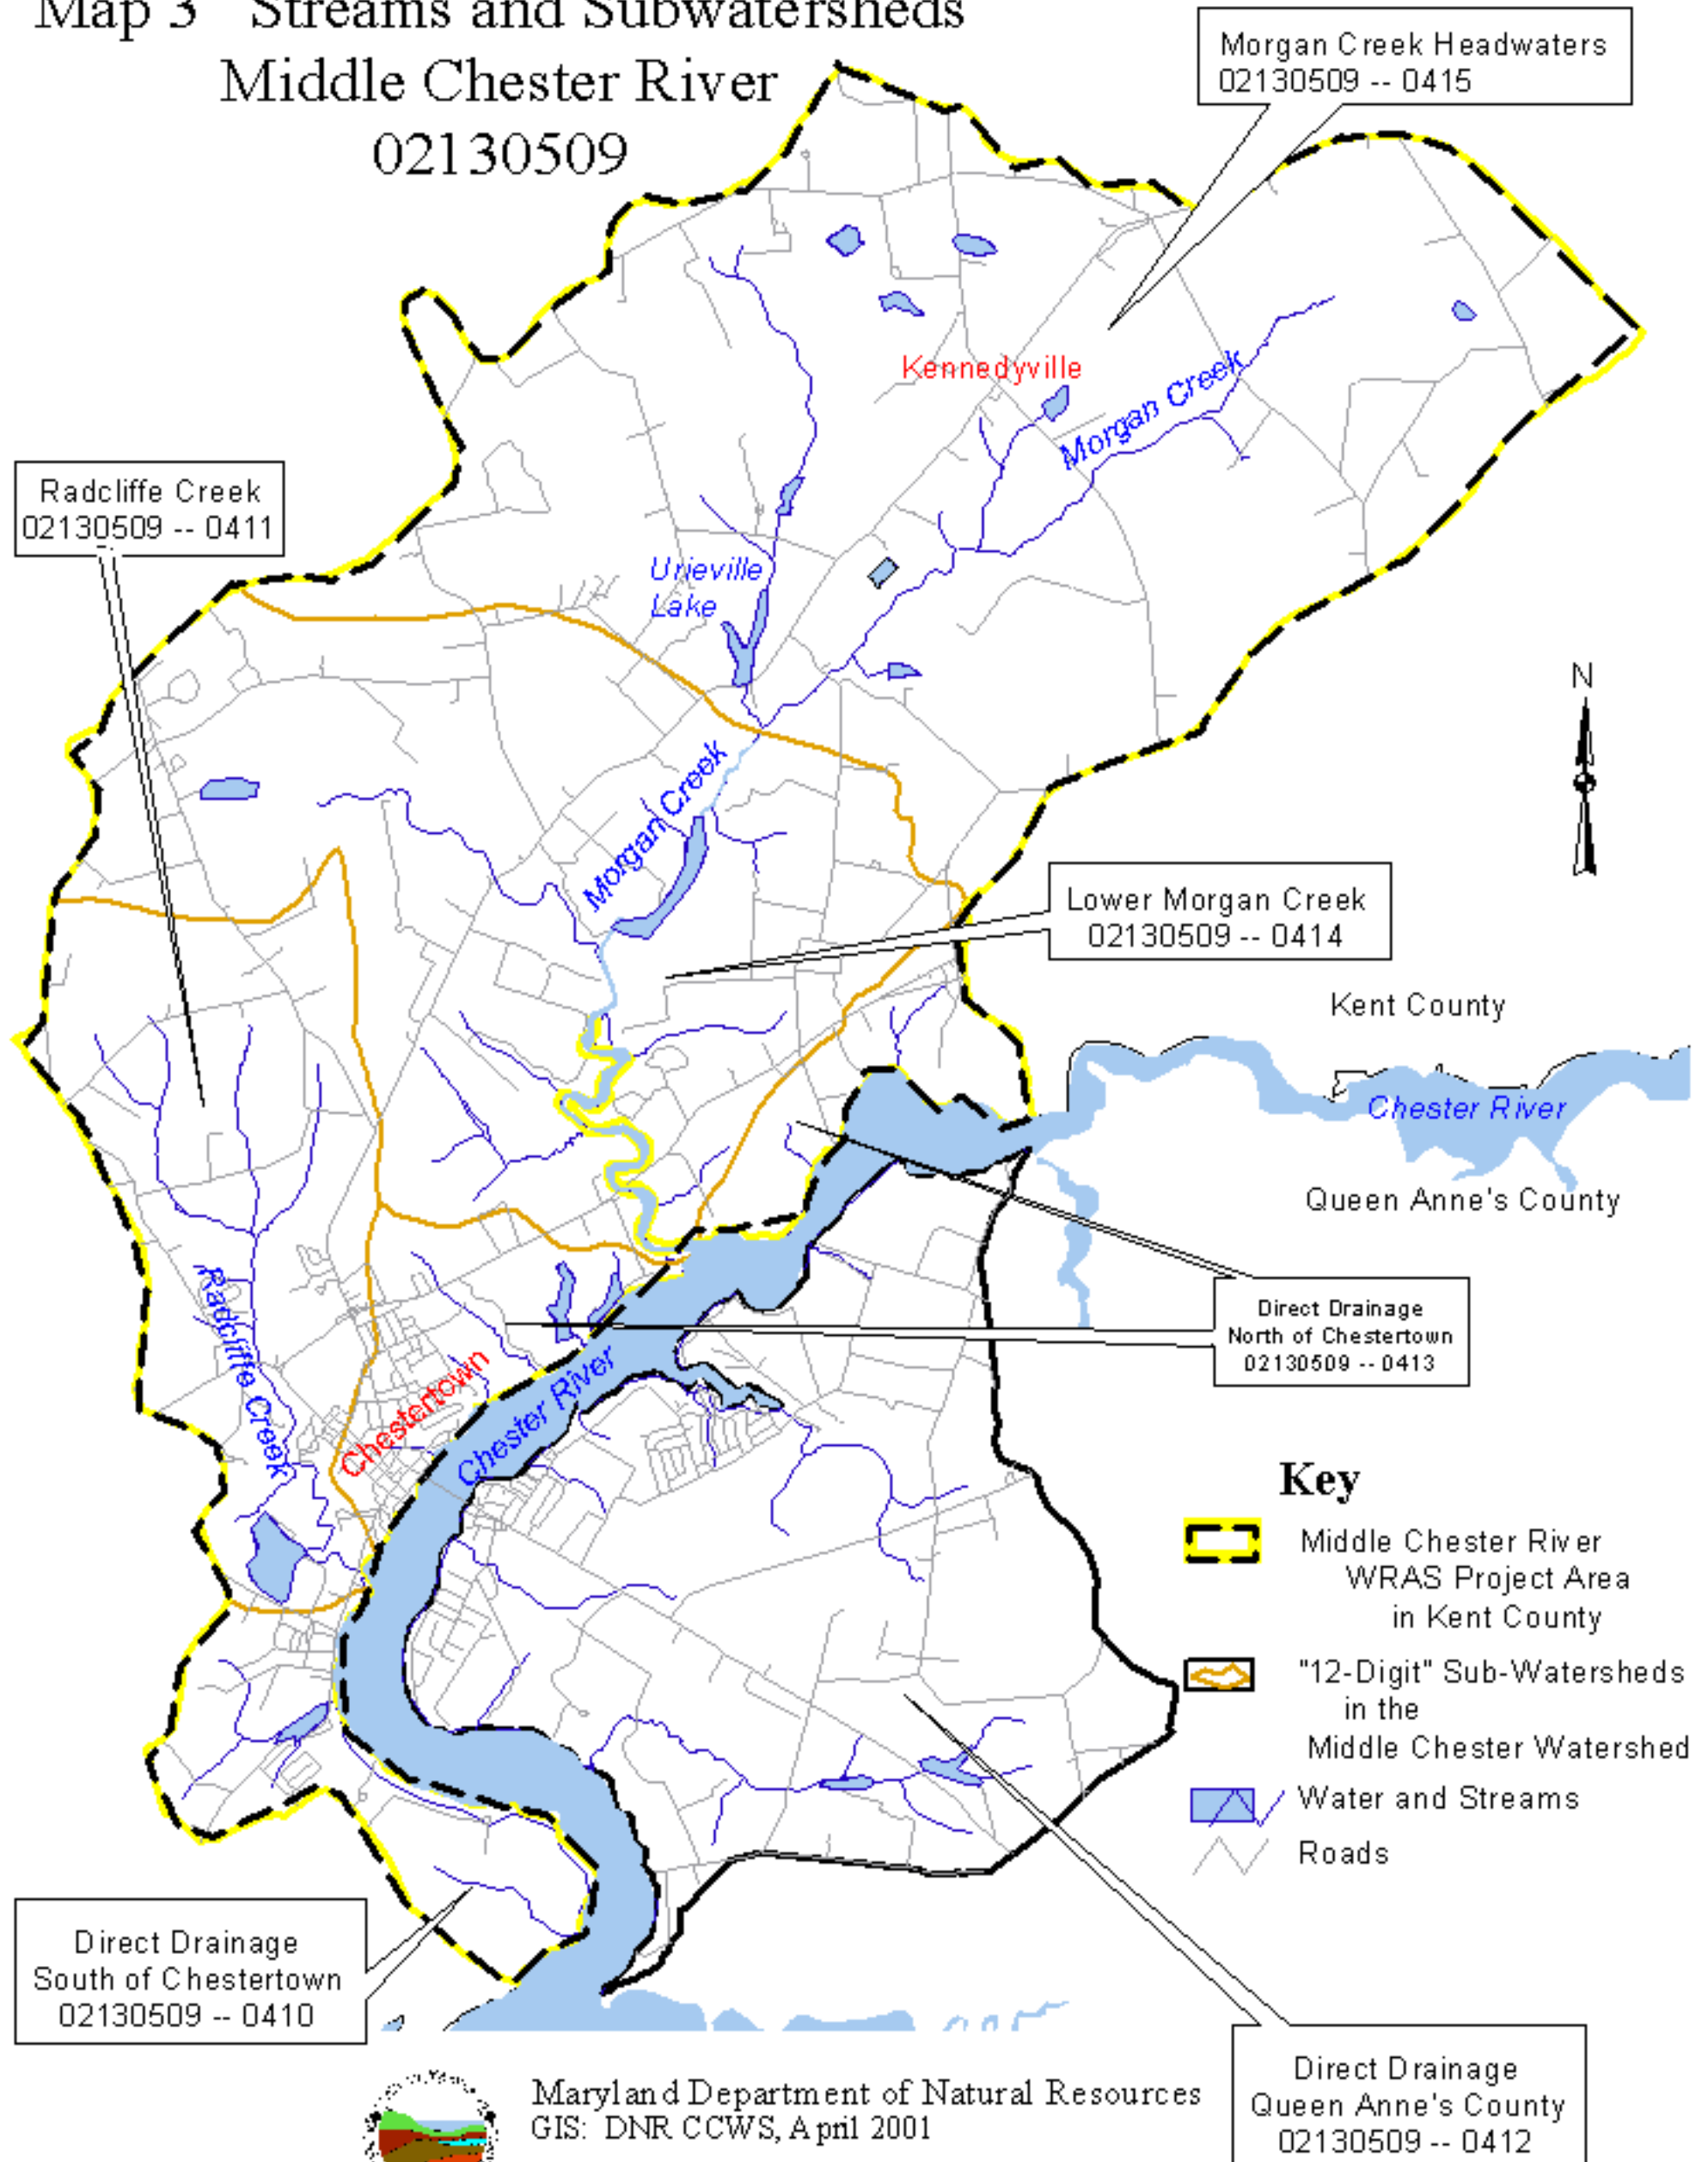 Map 3 Streams and Subwatersheds
Middle Chester River
02130509
Morgan Creek Headwaters
02130509 -- 0415
Kennedyville
Morgan Creek
Radcliffe Creek
02130509 -- 0411
Urieville
Lake
N
Morgan Creek
Lower Morgan Creek
02130509 -- 0414
Kent County
Chester River
Queen Anne's County
Radcliffe Creek
Direct Drainage
North of Chestertown
02130509 -- 0413
Chestertown
Chester River
Key
Middle Chester River
WRAS Project Area
in Kent County
"12-Digit" Sub-Watersheds
in the
Middle Chester Watershed
Water and Streams
Roads
Direct Drainage
South of Chestertown
02130509 -- 0410
Direct Drainage
Queen Anne's County
02130509 -- 0412
Maryland Department of Natural Resources
GIS: DNR CCWS, April 2001